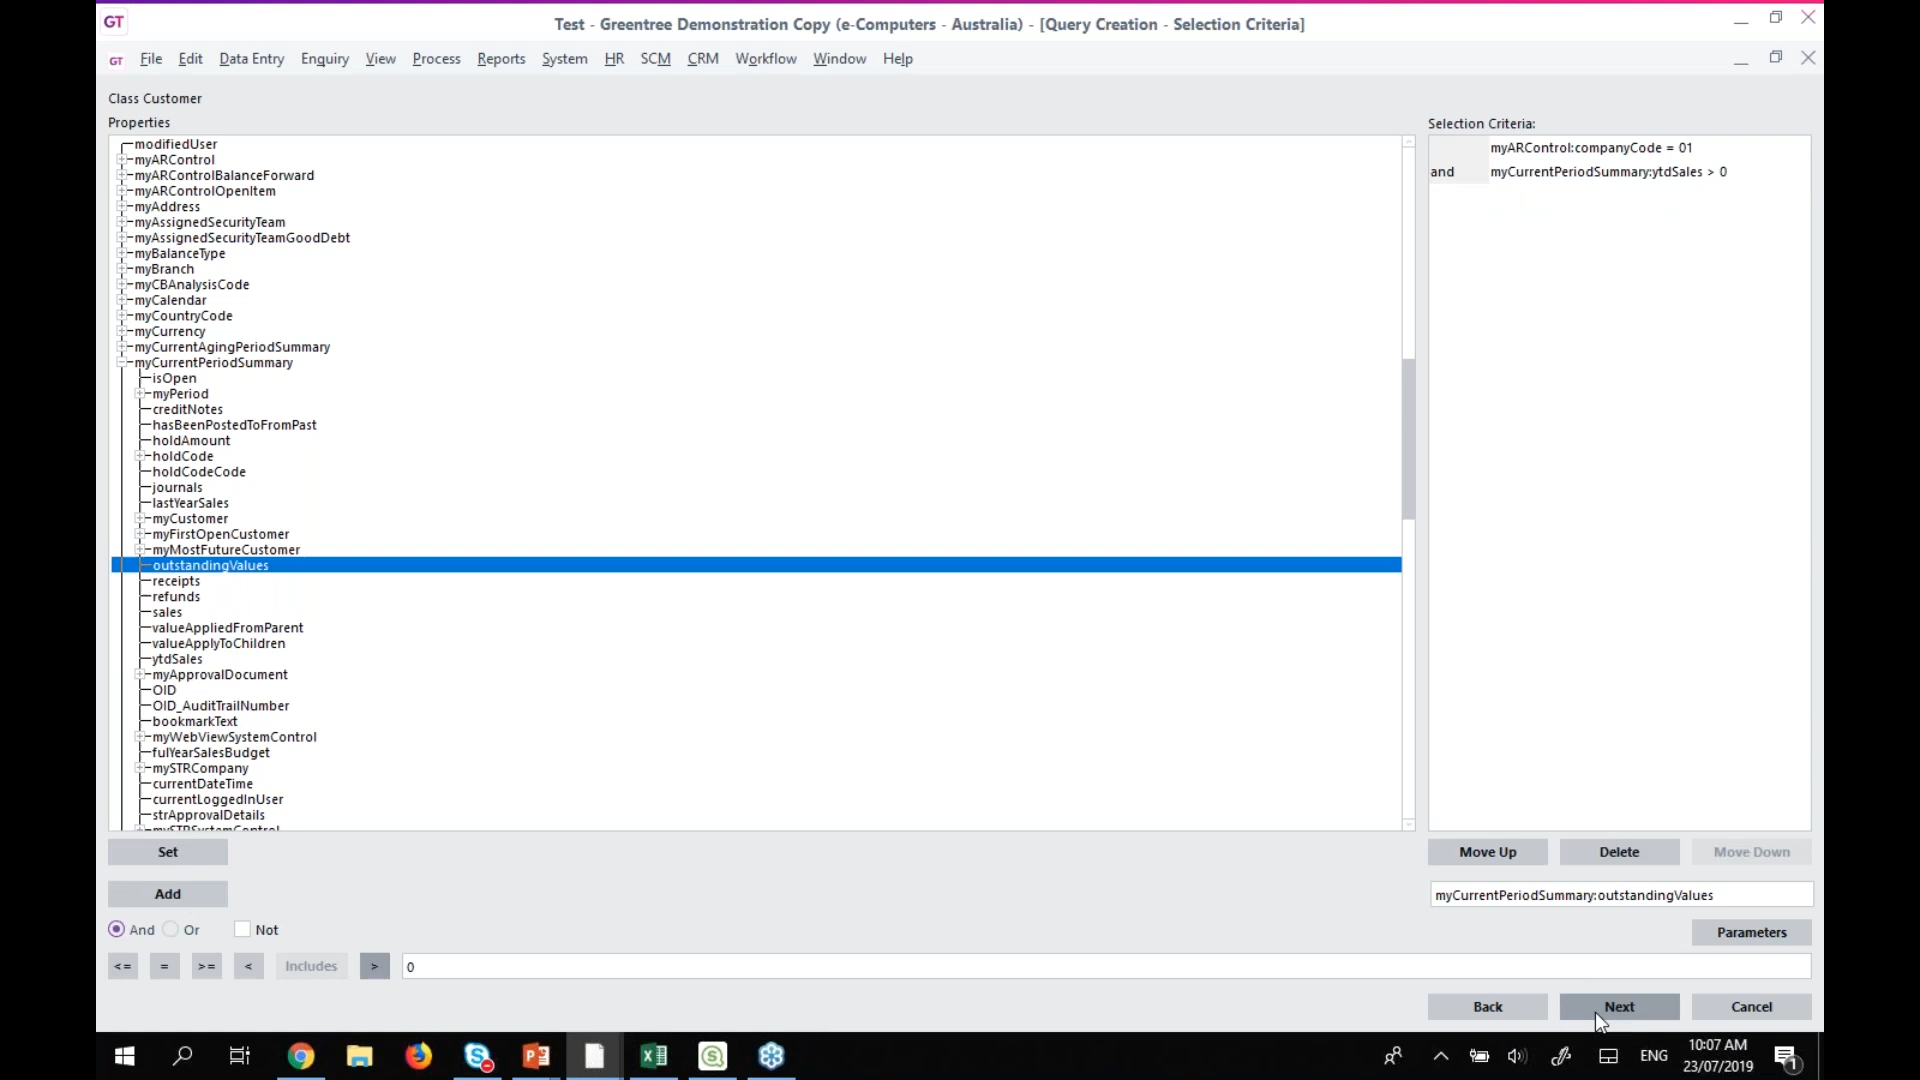 GT
Test - Greentree Demonstration Copy (e-Computers - Australia) - [Query Creation - Selection Criteria]
GT File Edit Data Entry Enquiry View Process Reports System HR SCM CRM Workflow Window Help
Class Customer
Properties
modifiedUser
myARControl
myARControlBalanceForward
myARControlOpenItem
myAddress
myAssignedSecurityTeam
myAssignedSecurityTeamGoodDebt
myBalanceType
myBranch
myCBAnalysisCode
myCalendar
myCountryCode
myCurrency
myCurrentAgingPeriodSummary
myCurrentPeriodSummary
isOpen
myPeriod
creditNotes
hasBeenPostedToFromPast
holdAmount
holdCode
holdCodeCode
journals
lastYearSales
myCustomer
myFirstOpenCustomer
myMostFutureCustomer
outstandingValues
receipts
refunds
sales
valueAppliedFromParent
valueApplyToChildren
ytdSales
myApprovalDocument
OID
OID_AuditTrailNumber
bookmarkText
myWebViewSystemControl
fulYearSalesBudget
mySTRCompany
currentDateTime
currentLoggedInUser
strApprovalDetails
mySTRSystemControl
Selection Criteria:
myARControl:companyCode = 01
and myCurrentPeriodSummary:ytdSales > 0
Set
Move Up Delete Move Down
Add
myCurrentPeriodSummary:outstandingValues
And Or Not
Parameters
<= = >= < Includes > 0
Back Next Cancel
ENG
10:07 AM
23/07/2019
1